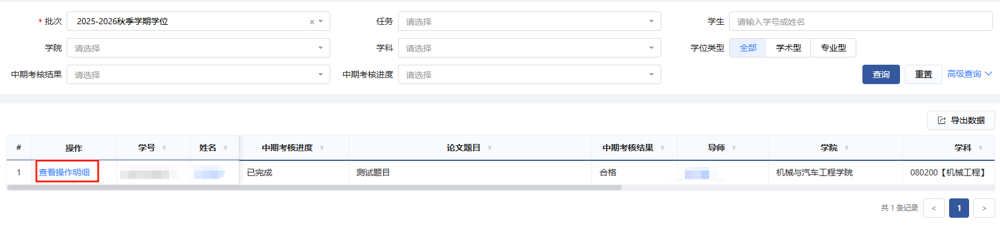 * 批次 2025-2026秋季学期学位 × 任务 请选择 学生 请输入学号或姓名
学院 请选择 学科 请选择 学位类型 全部 学术型 专业型
中期考核结果 请选择 中期考核进度 请选择 查询 重置 高级查询
导出数据
# 操作 学号 姓名 中期考核进度 论文题目 中期考核结果 导师 学院 学科
1 查看操作明细 已完成 测试题目 合格 机械与汽车工程学院 080200【机械工程】
共 1 条记录 < 1 >